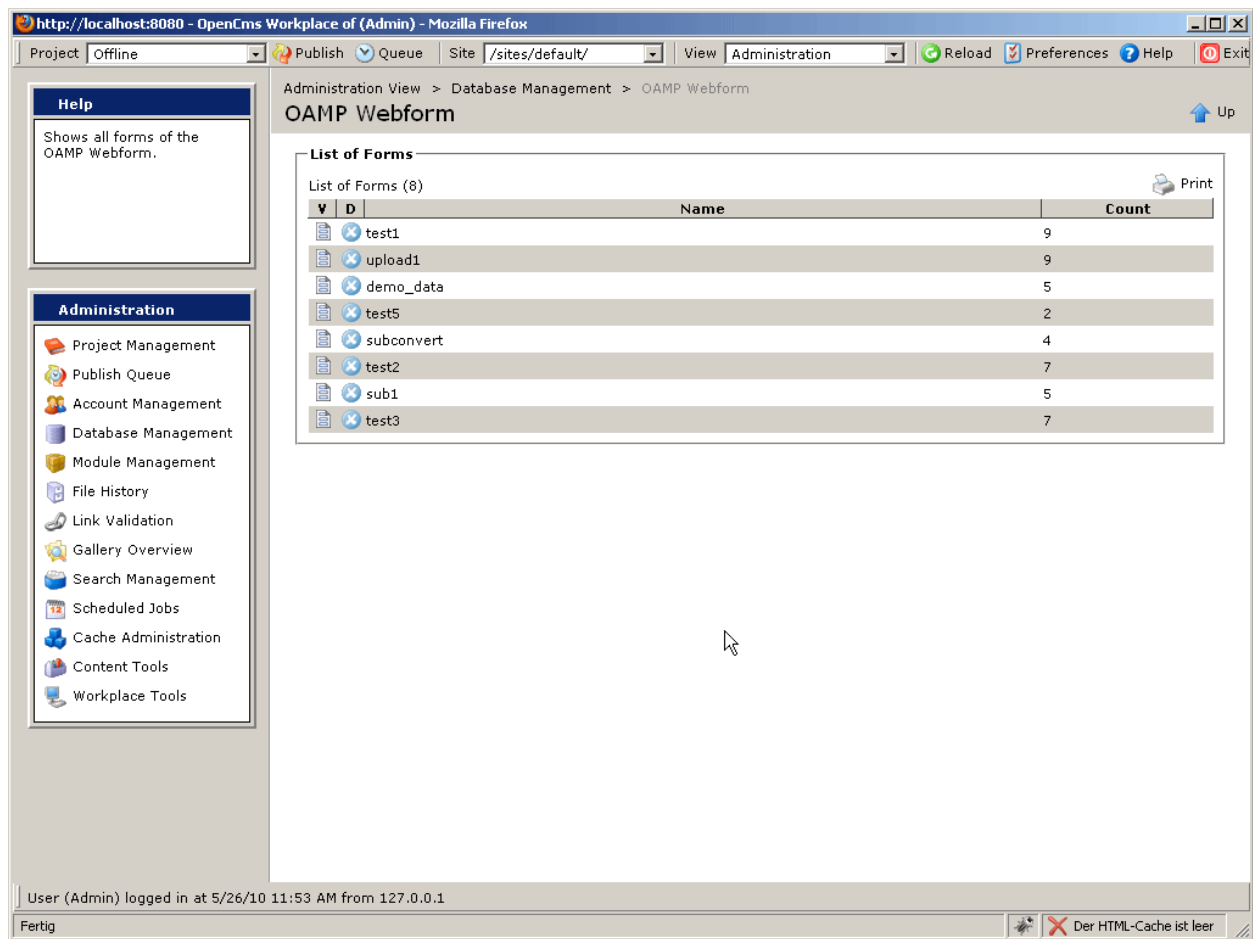 http://localhost:8080 - OpenCms Workplace of (Admin) - Mozilla Firefox
Project Offline Publish Queue Site /sites/default/ View Administration Reload Preferences Help Exit
Help
Shows all forms of the
OAMP Webform.
Administration
Project Management
Publish Queue
Account Management
Database Management
Module Management
File History
Link Validation
Gallery Overview
Search Management
Scheduled Jobs
Cache Administration
Content Tools
Workplace Tools
Administration View > Database Management > OAMP Webform
OAMP Webform
Up
List of Forms
List of Forms (8) Print
V D Name Count
test1 9
upload1 9
demo_data 5
test5 2
subconvert 4
test2 7
sub1 5
test3 7
User (Admin) logged in at 5/26/10 11:53 AM from 127.0.0.1
Fertig Der HTML-Cache ist leer